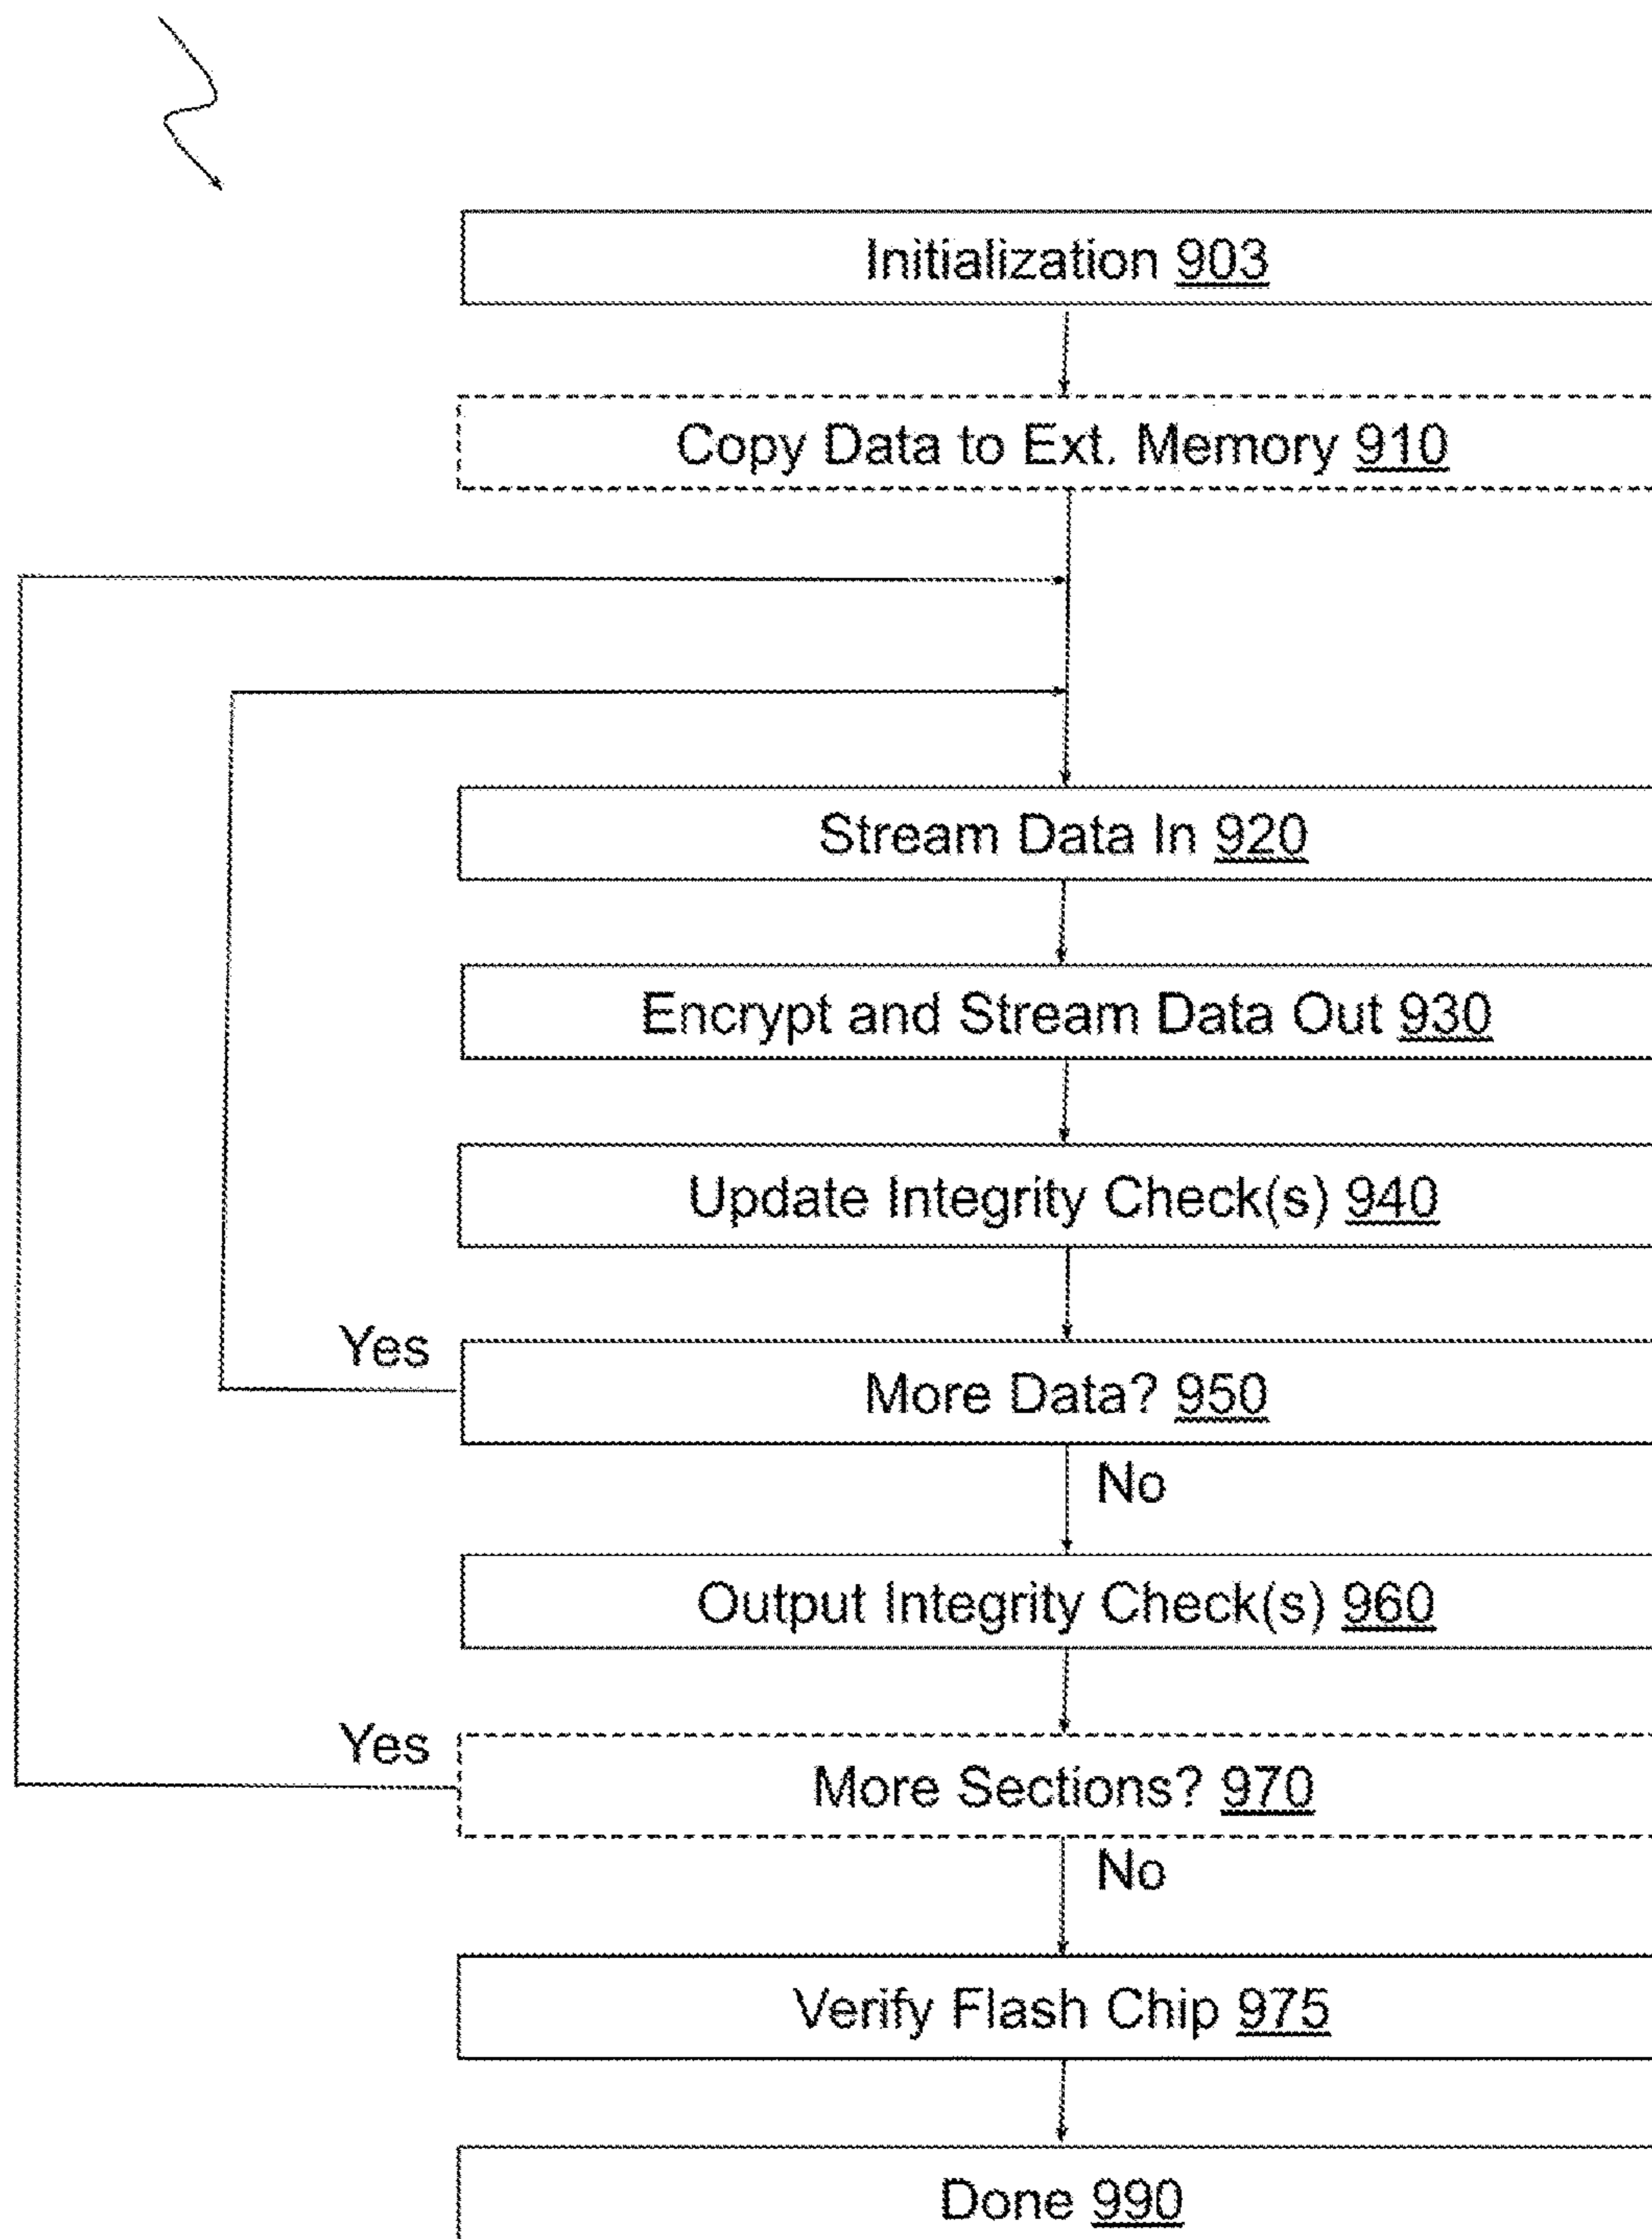 Initialization 903
Copy Data to Ext. Memory 910
Stream Data In 920
Encrypt and Stream Data Out 930
Update Integrity Check(s) 940
Yes
More Data? 950
No
Output Integrity Check(s) 960
Yes
More Sections? 970
No
Verify Flash Chip 975
Done 990